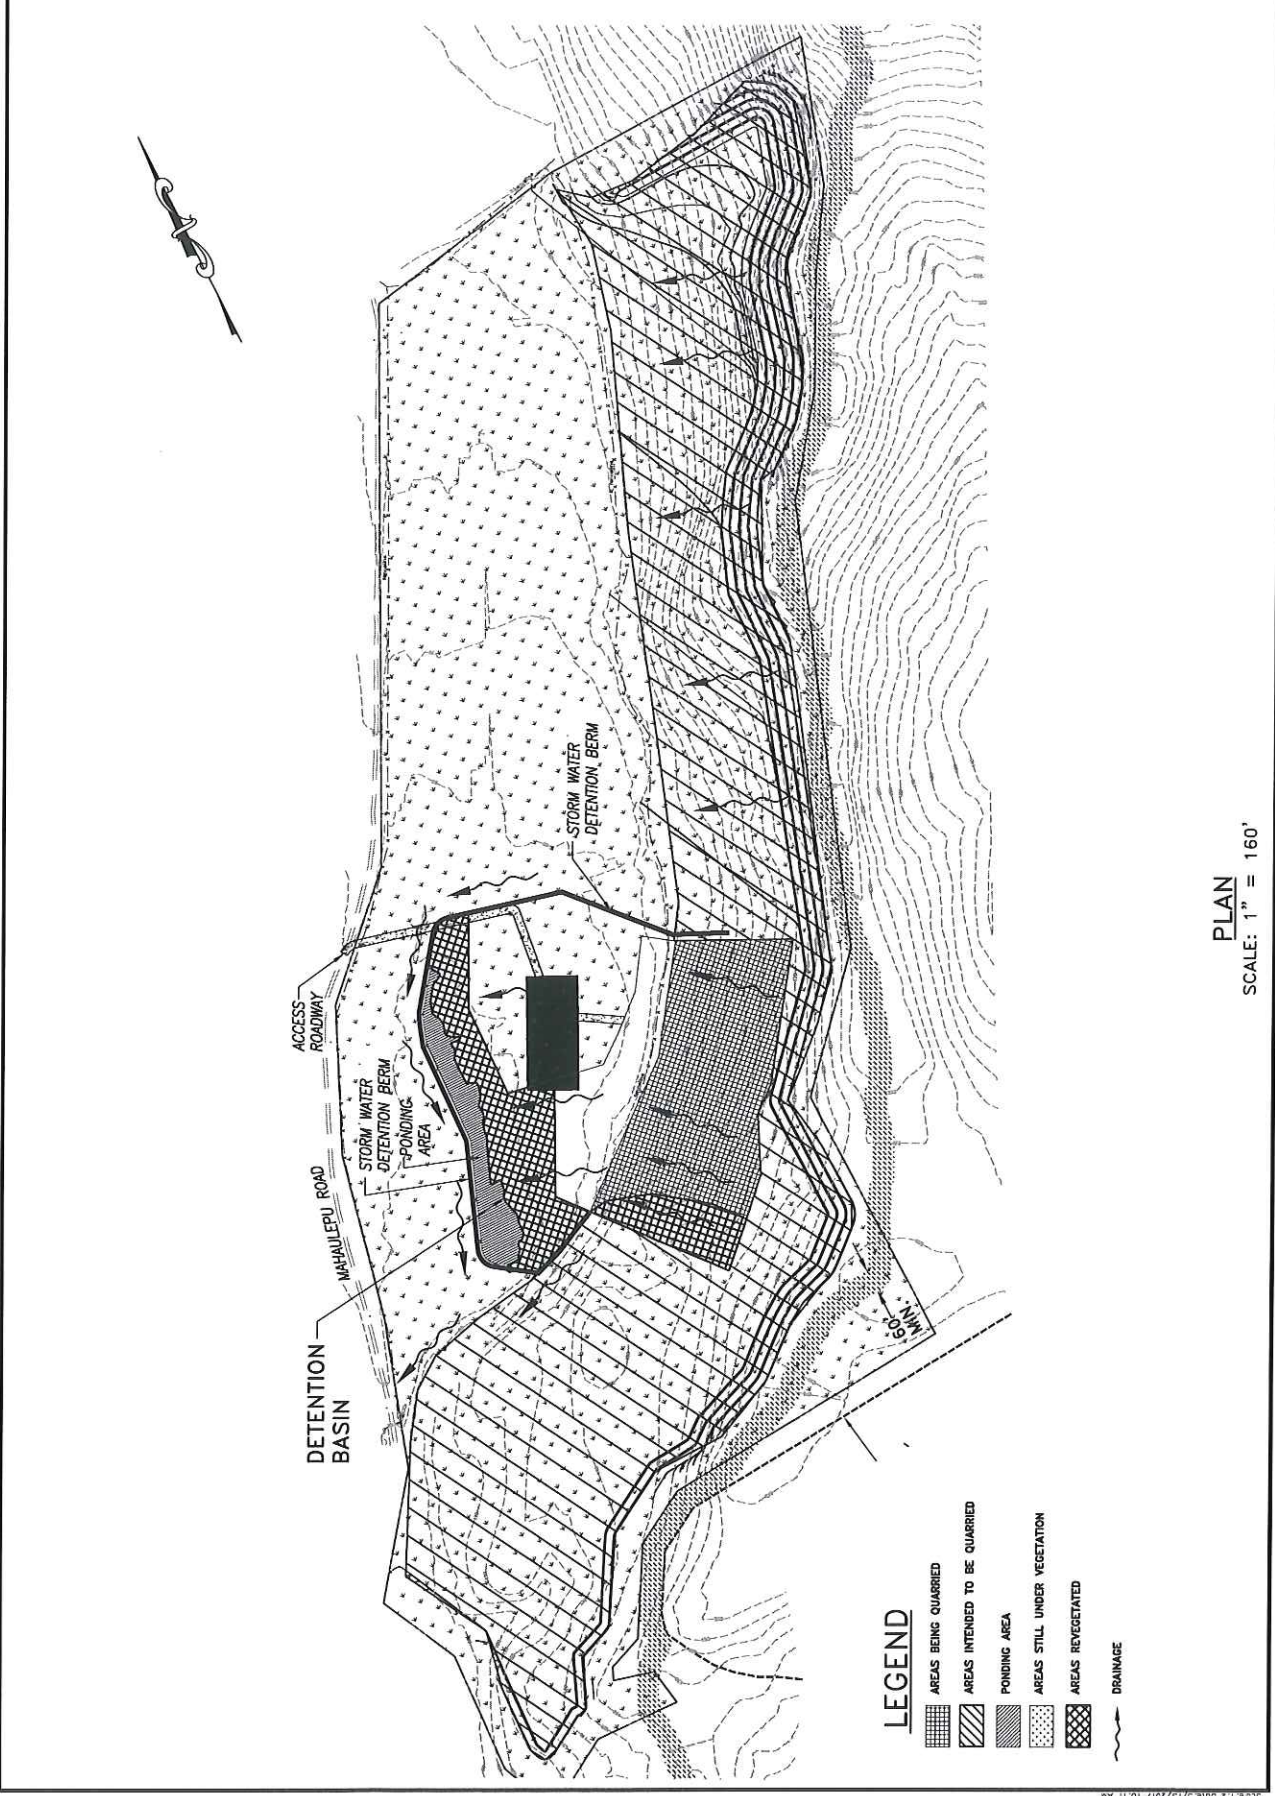 ACCESS
ROADWAY
STORM WATER
DETENTION BERM
STORM WATER
DETENTION BERM
PONDING
AREA
MAHAULEPU ROAD
DETENTION
BASIN
60'
MIN.
LEGEND
AREAS BEING QUARRIED
AREAS INTENDED TO BE QUARRIED
PONDING AREA
AREAS STILL UNDER VEGETATION
AREAS REVEGETATED
DRAINAGE
PLAN
SCALE: 1" = 160'